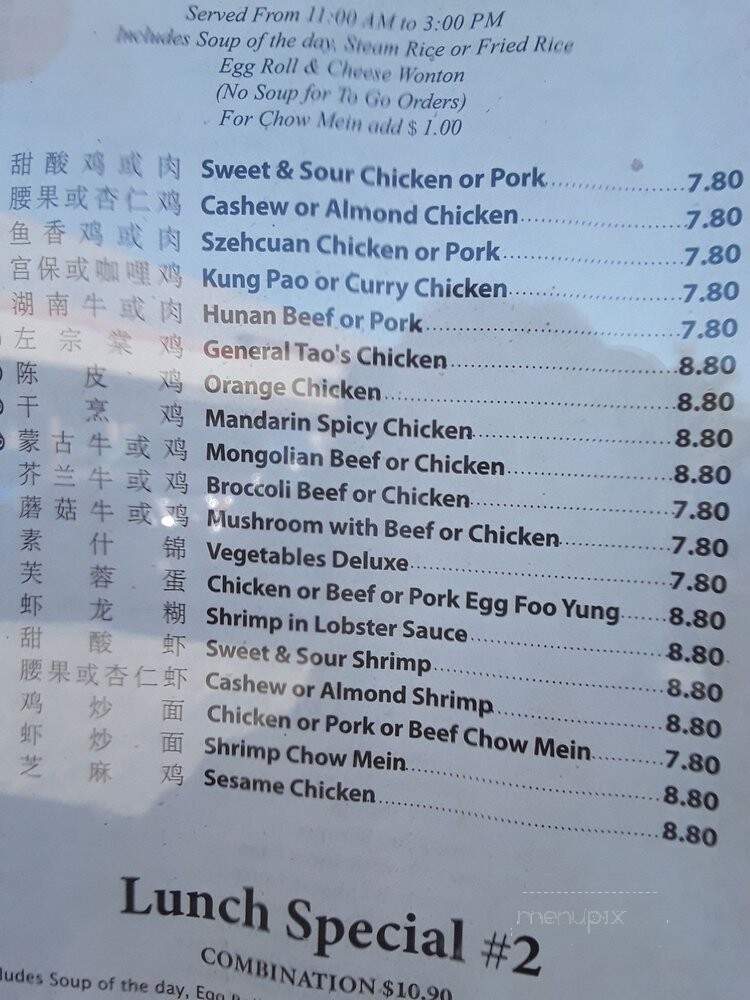 Served From 11:00 AM to 3:00 PM
Includes Soup of the day, Steam Rice or Fried Rice
Egg Roll & Cheese Wonton
(No Soup for To Go Orders)
For Chow Mein add $ 1.00
甜酸鸡或肉 Sweet & Sour Chicken or Pork 7.80
腰果或杏仁鸡 Cashew or Almond Chicken 7.80
鱼香鸡或肉 Szehcuan Chicken or Pork 7.80
宫保或咖哩鸡 Kung Pao or Curry Chicken 7.80
湖南牛或肉 Hunan Beef or Pork 7.80
左宗棠鸡 General Tao's Chicken 8.80
陈皮鸡 Orange Chicken 8.80
干烹鸡 Mandarin Spicy Chicken 8.80
蒙古牛或鸡 Mongolian Beef or Chicken 8.80
芥兰牛或鸡 Broccoli Beef or Chicken 7.80
蘑菇牛或鸡 Mushroom with Beef or Chicken 7.80
素什锦 Vegetables Deluxe 7.80
芙蓉蛋 Chicken or Beef or Pork Egg Foo Yung 8.80
虾龙糊 Shrimp in Lobster Sauce 8.80
甜酸虾 Sweet & Sour Shrimp 8.80
腰果或杏仁虾 Cashew or Almond Shrimp 8.80
鸡炒面 Chicken or Pork or Beef Chow Mein 7.80
虾炒面 Shrimp Chow Mein 8.80
芝麻鸡 Sesame Chicken 8.80
Lunch Special #2
menupix
COMBINATION $10.90
Soup of the day, Egg